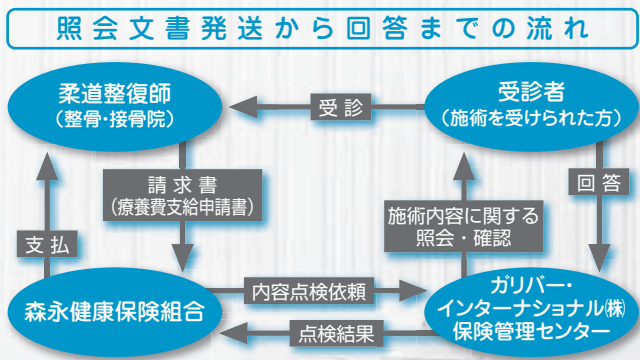 照会文書発送から回答までの流れ
柔道整復師
（整骨・接骨院）
受診
受診者
（施術を受けられた方）
請求書
（療養費支給申請書）
回答
施術内容に関する
照会・確認
支払
森永健康保険組合
内容点検依頼
点検結果
ガリバー・
インターナショナル㈱
保険管理センター